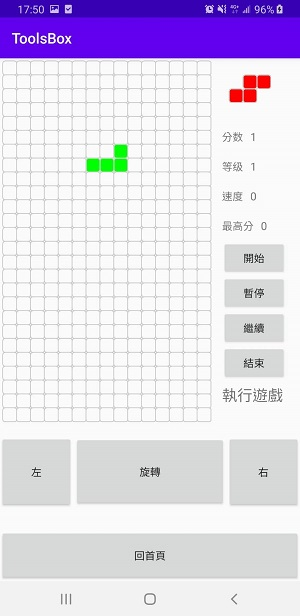 17:50
4G+
96%
ToolsBox
分数 1
等级 1
速度 0
最高分 0
開始
暫停
繼續
結束
執行遊戲
左
旋轉
右
回首頁